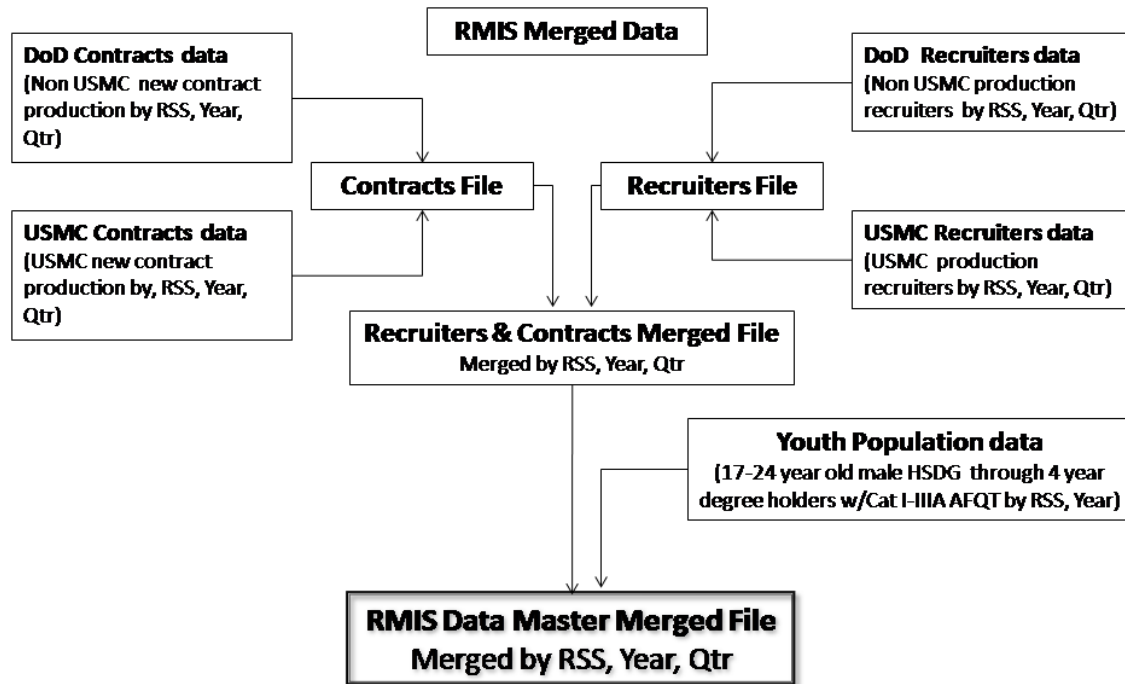 RMIS Merged Data
DoD Contracts data
(Non USMC new contract
production by RSS, Year,
Qtr)
DoD Recruiters data
(Non USMC production
recruiters by RSS, Year, Qtr)
Contracts File
Recruiters File
USMC Contracts data
(USMC new contract
production by, RSS, Year,
Qtr)
USMC Recruiters data
(USMC production
recruiters by RSS, Year, Qtr)
Recruiters & Contracts Merged File
Merged by RSS, Year, Qtr
Youth Population data
(17-24 year old male HSDG through 4 year
degree holders w/Cat I-IIIA AFQT by RSS, Year)
RMIS Data Master Merged File
Merged by RSS, Year, Qtr